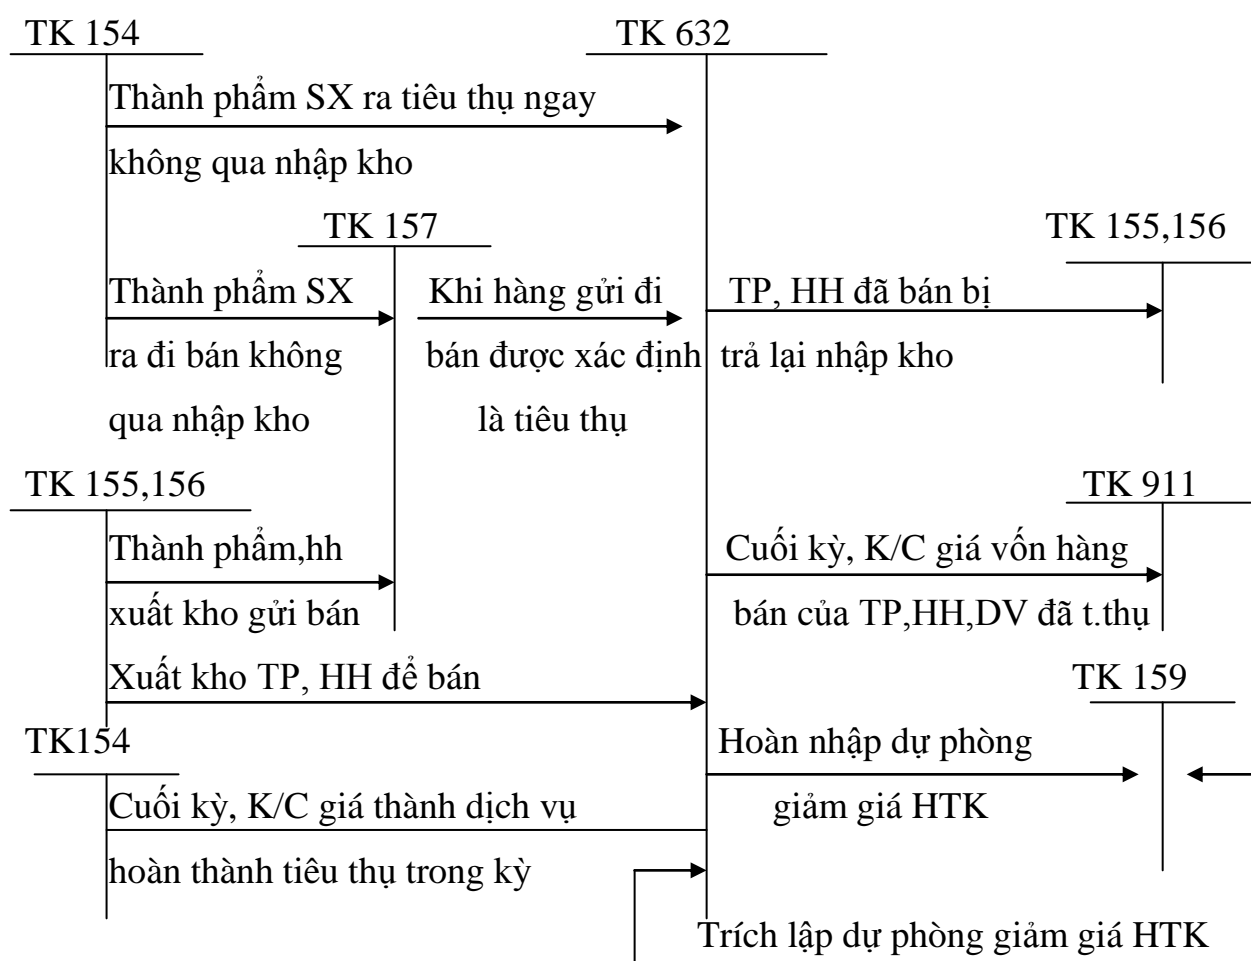 TK 154
TK 632
Thành phẩm SX ra tiêu thụ ngay
không qua nhập kho
TK 157
TK 155,156
Thành phẩm SX
ra đi bán không
qua nhập kho
Khi hàng gửi đi
bán được xác định
là tiêu thụ
TP, HH đã bán bị
trả lại nhập kho
TK 155,156
TK 911
Thành phẩm,hh
xuất kho gửi bán
Cuối kỳ, K/C giá vốn hàng
bán của TP,HH,DV đã t.thụ
Xuất kho TP, HH để bán
TK 159
TK154
Hoàn nhập dự phòng
giảm giá HTK
Cuối kỳ, K/C giá thành dịch vụ
hoàn thành tiêu thụ trong kỳ
Trích lập dự phòng giảm giá HTK